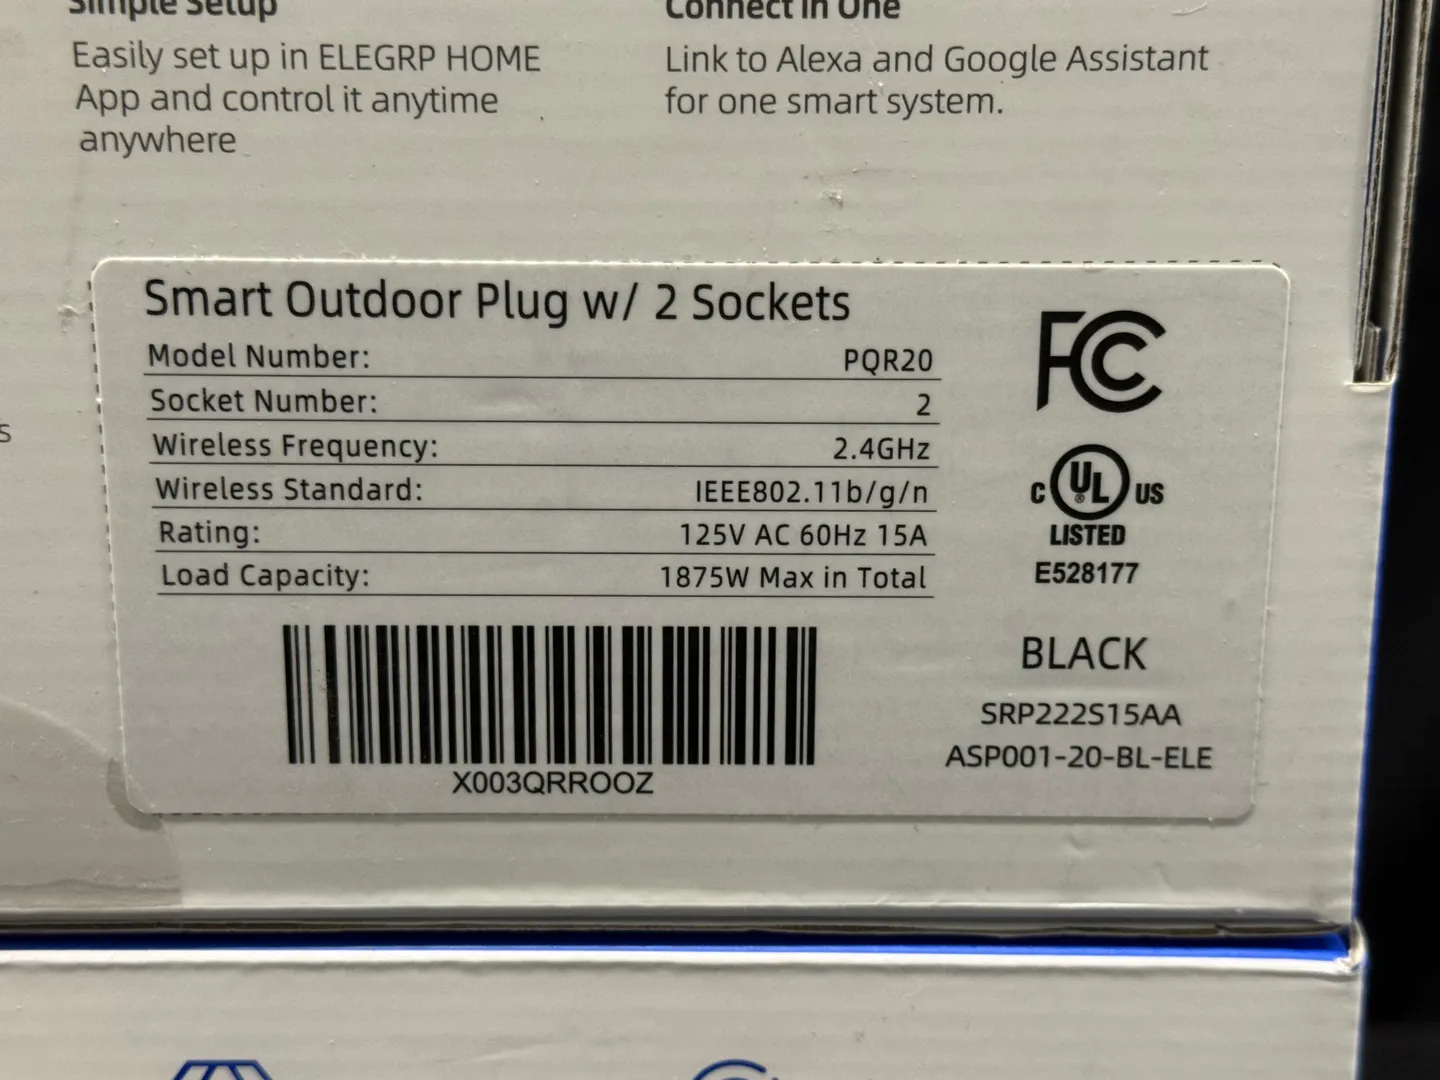 Simple Setup
Easily set up in ELEGRP HOME
App and control it anytime
anywhere
Connect in One
Link to Alexa and Google Assistant
for one smart system.
s
Smart Outdoor Plug w/ 2 Sockets
Model Number: PQR20
Socket Number: 2
Wireless Frequency: 2.4GHz
Wireless Standard: IEEE802.11b/g/n
Rating: 125V AC 60Hz 15A
Load Capacity: 1875W Max in Total
X003QRROOZ
FC
C UL® US
LISTED
E528177
BLACK
SRP222S15AA
ASP001-20-BL-ELE